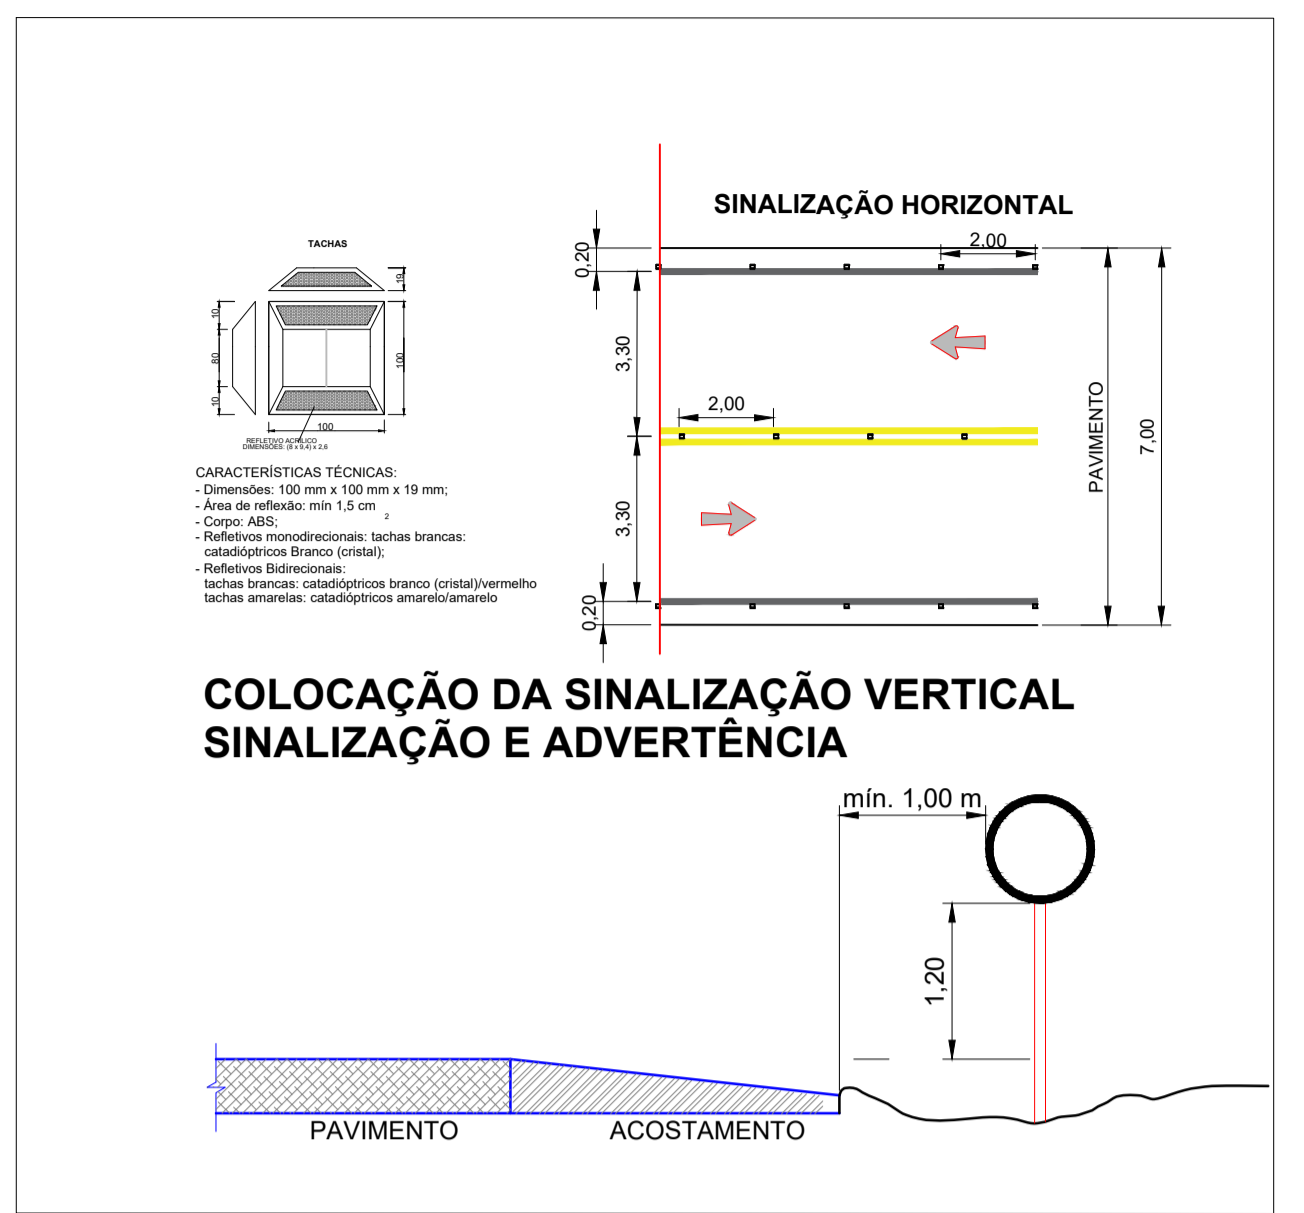 TACHAS
19
10
80
10
100
100
REFLETIVO ACRÍLICO
DIMENSÕES: (8 x 9,4) x 2,6
CARACTERÍSTICAS TÉCNICAS:
- Dimensões: 100 mm x 100 mm x 19 mm;
- Área de reflexão: mín 1,5 cm 2
- Corpo: ABS;
- Refletivos monodirecionais: tachas brancas:
catadióptricos Branco (cristal);
- Refletivos Bidirecionais:
tachas brancas: catadióptricos branco (cristal)/vermelho
tachas amarelas: catadióptricos amarelo/amarelo
SINALIZAÇÃO HORIZONTAL
0,20
2,00
3,30
2,00
3,30
0,20
PAVIMENTO
7,00
COLOCAÇÃO DA SINALIZAÇÃO VERTICAL
SINALIZAÇÃO E ADVERTÊNCIA
mín. 1,00 m
1,20
PAVIMENTO
ACOSTAMENTO